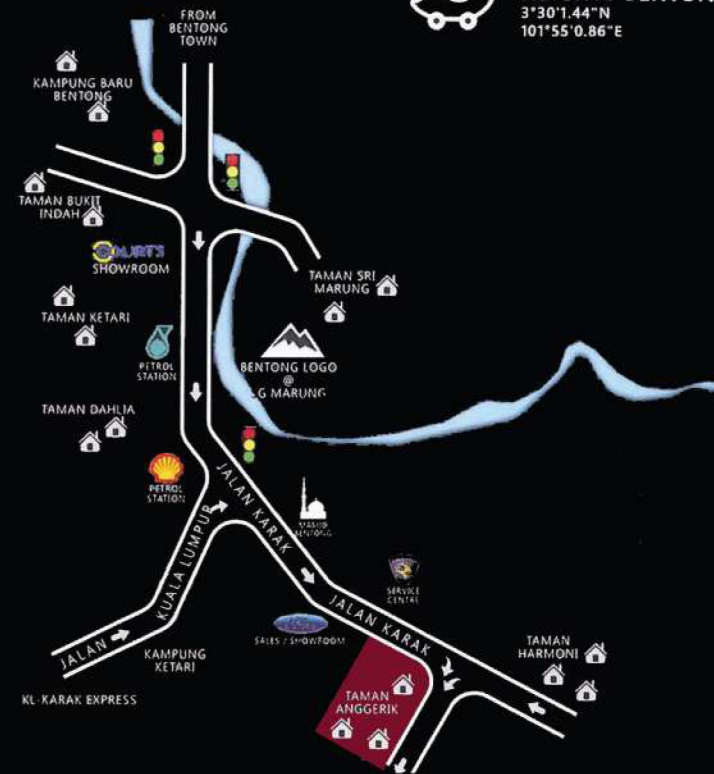 3°30'1.44"N
101°55'0.86"E
FROM
BENTONG
TOWN
KAMPUNG BARU
BENTONG
TAMAN BUKIT
INDAH
SHOWROOM
TAMAN SRI
MARUNG
TAMAN KETARI
PETROL
STATION
BENTONG LOGO
@
G MARUNG
TAMAN DAHLIA
PETROL
STATION
JALAN KARAK
MASJID
BENTONG
JALAN KUALA LUMPUR
SERVICE
CENTRE
JALAN KARAK
SALES / SHOWROOM
KAMPUNG
KETARI
TAMAN
HARMONI
KL-KARAK EXPRESS
TAMAN
ANGGERIK